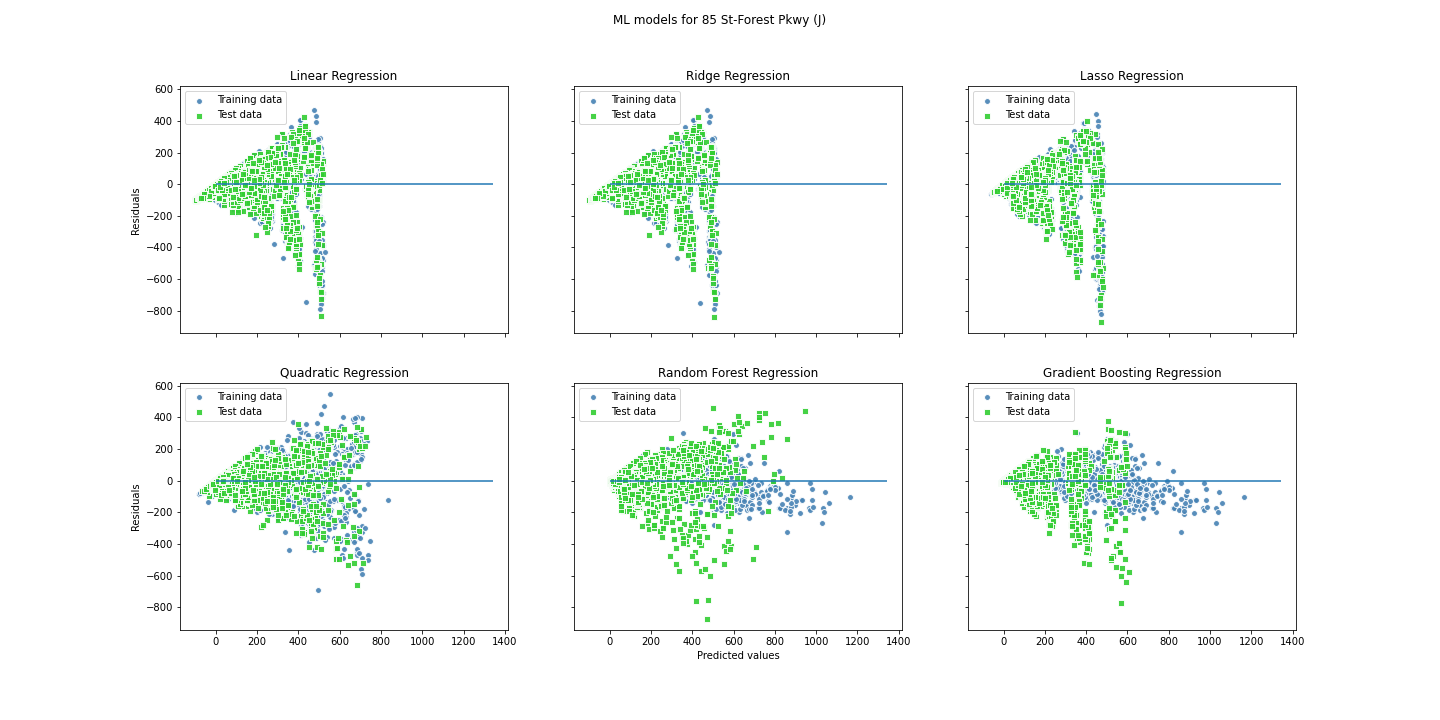 ML models for 85 St-Forest Pkwy (J)
Linear Regression
Ridge Regression
Lasso Regression
Training data
Test data
Training data
Test data
Training data
Test data
600
400
200
0
−200
−400
−600
−800
Residuals
Quadratic Regression
Random Forest Regression
Gradient Boosting Regression
Training data
Test data
Training data
Test data
Training data
Test data
600
400
200
0
−200
−400
−600
−800
Residuals
0 200 400 600 800 1000 1200 1400
0 200 400 600 800 1000 1200 1400
0 200 400 600 800 1000 1200 1400
Predicted values